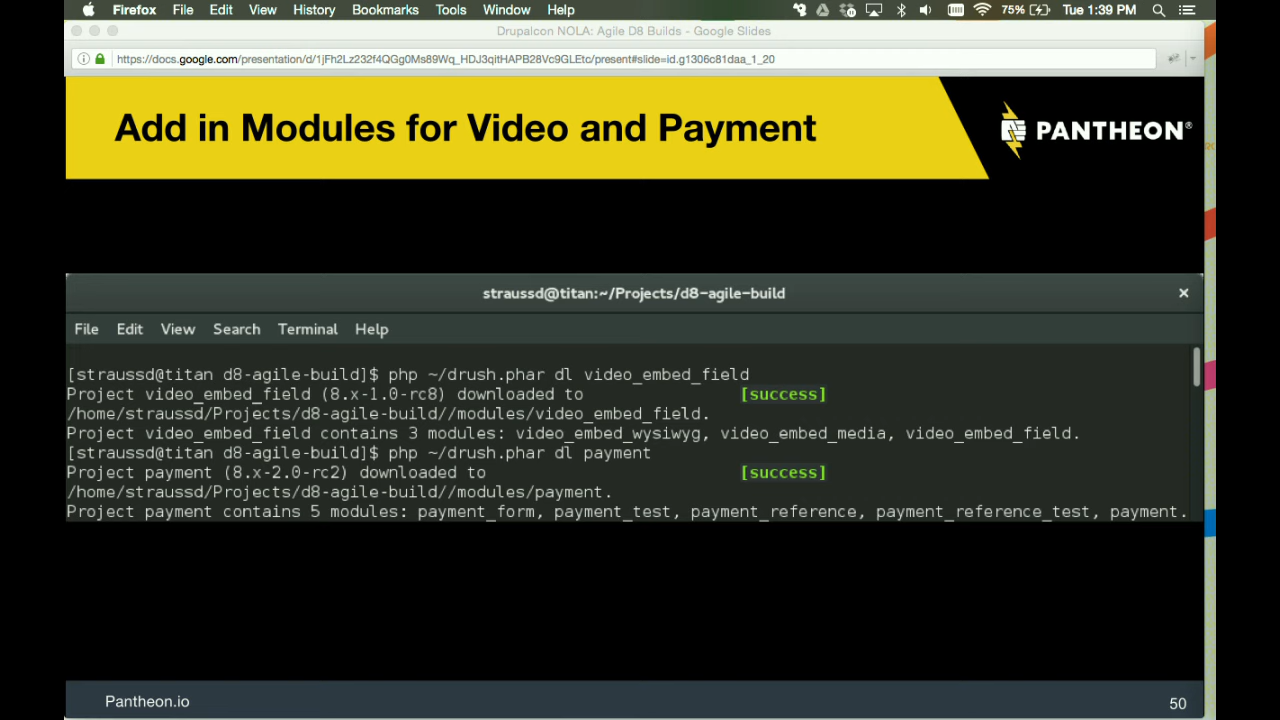 Firefox File Edit View History Bookmarks Tools Window Help 75% Tue 1:39 PM
Drupalcon NOLA: Agile D8 Builds - Google Slides
https://docs.google.com/presentation/d/1jFh2Lz232f4QGg0Ms89Wq_HDJ3qitHAPB28Vc9GLEtc/present#slide=id.g1306c81daa_1_20
Add in Modules for Video and Payment
PANTHEON®
straussd@titan:~/Projects/d8-agile-build
File Edit View Search Terminal Help
[straussd@titan d8-agile-build]$ php ~/drush.phar dl video_embed_field
Project video_embed_field (8.x-1.0-rc8) downloaded to [success]
/home/straussd/Projects/d8-agile-build//modules/video_embed_field.
Project video_embed_field contains 3 modules: video_embed_wysiwyg, video_embed_media, video_embed_field.
[straussd@titan d8-agile-build]$ php ~/drush.phar dl payment
Project payment (8.x-2.0-rc2) downloaded to [success]
/home/straussd/Projects/d8-agile-build//modules/payment.
Project payment contains 5 modules: payment_form, payment_test, payment_reference, payment_reference_test, payment.
Pantheon.io
50